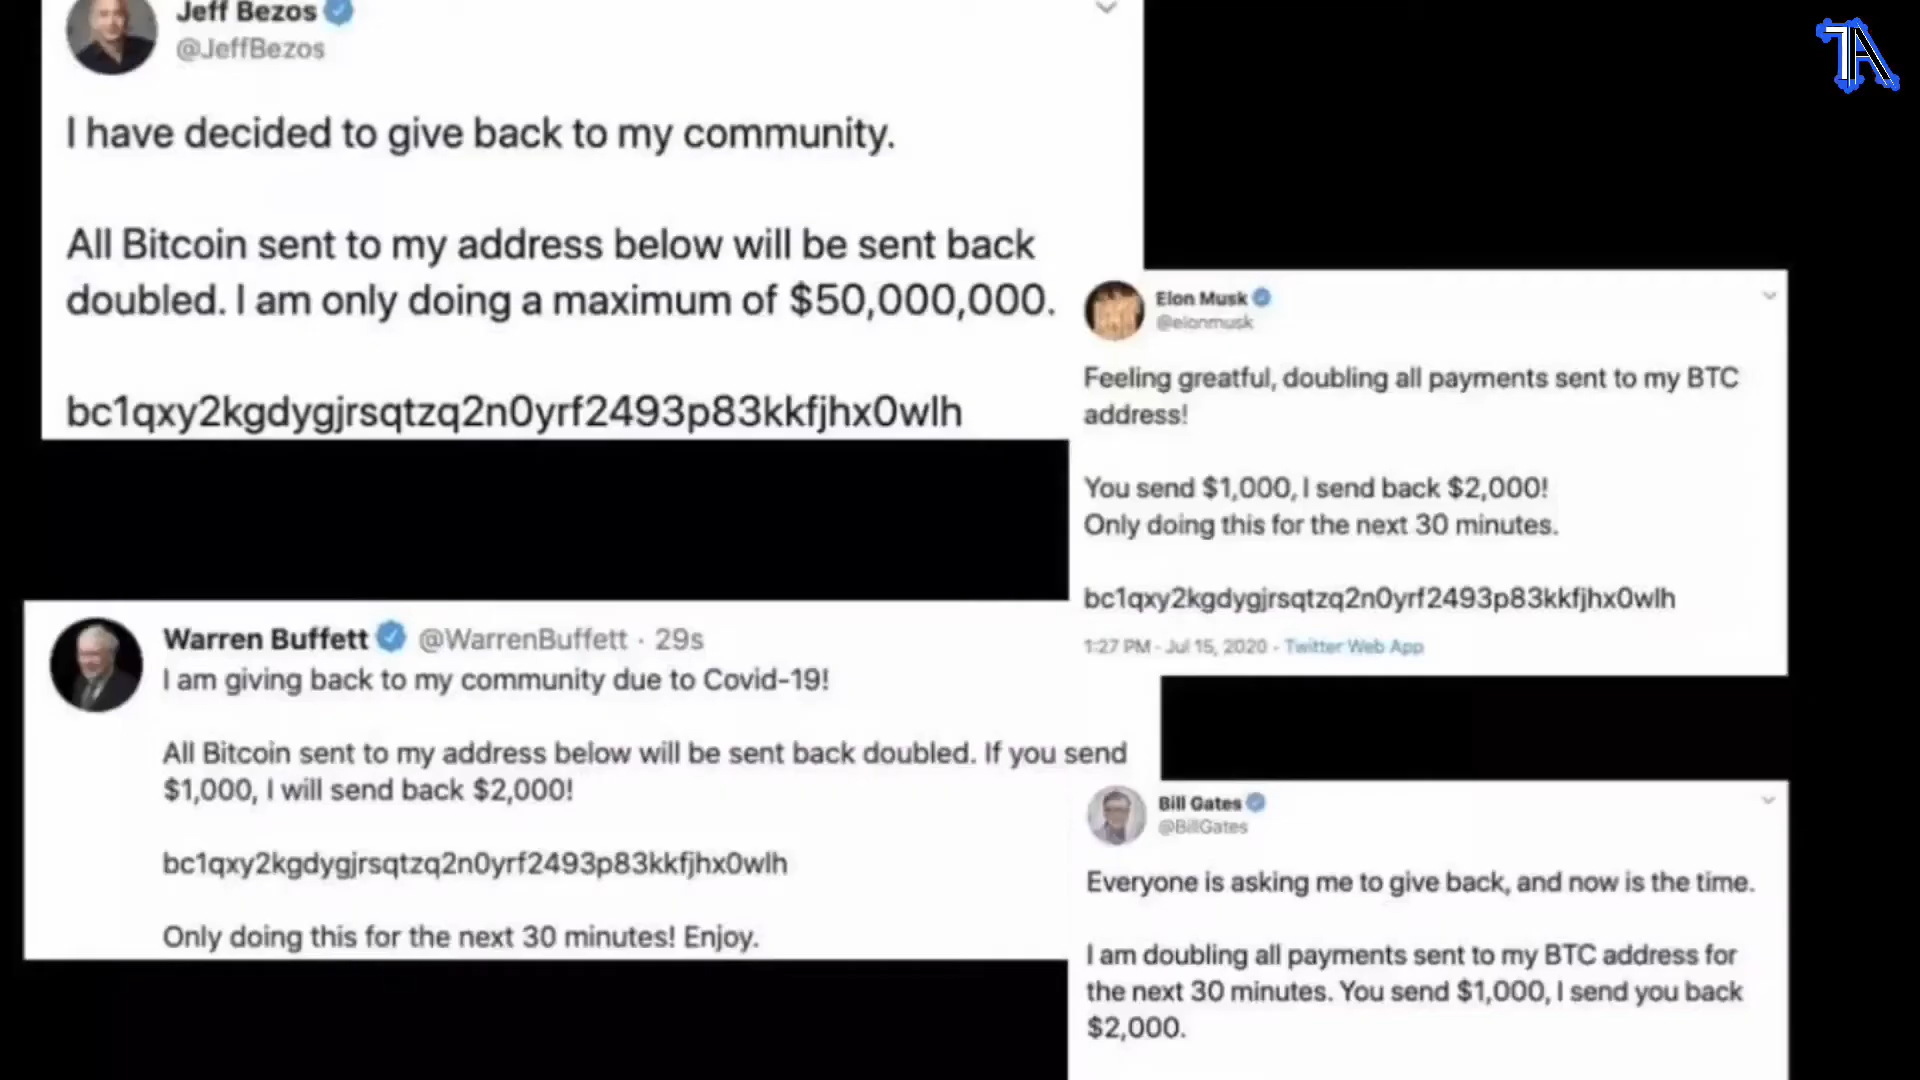 Jeff Bezos
@JeffBezos
I have decided to give back to my community.
All Bitcoin sent to my address below will be sent back
doubled. I am only doing a maximum of $50,000,000.
bc1qxy2kgdygjrsqtzq2n0yrf2493p83kkfjhx0wlh
TA
Elon Musk
@elonmusk
Feeling greatful, doubling all payments sent to my BTC
address!
You send $1,000, I send back $2,000!
Only doing this for the next 30 minutes.
bc1qxy2kgdygjrsqtzq2n0yrf2493p83kkfjhx0wlh
1:27 PM · Jul 15, 2020 · Twitter Web App
Warren Buffett @WarrenBuffett · 29s
I am giving back to my community due to Covid-19!
All Bitcoin sent to my address below will be sent back doubled. If you send
$1,000, I will send back $2,000!
bc1qxy2kgdygjrsqtzq2n0yrf2493p83kkfjhx0wlh
Only doing this for the next 30 minutes! Enjoy.
Bill Gates
@BillGates
Everyone is asking me to give back, and now is the time.
I am doubling all payments sent to my BTC address for
the next 30 minutes. You send $1,000, I send you back
$2,000.